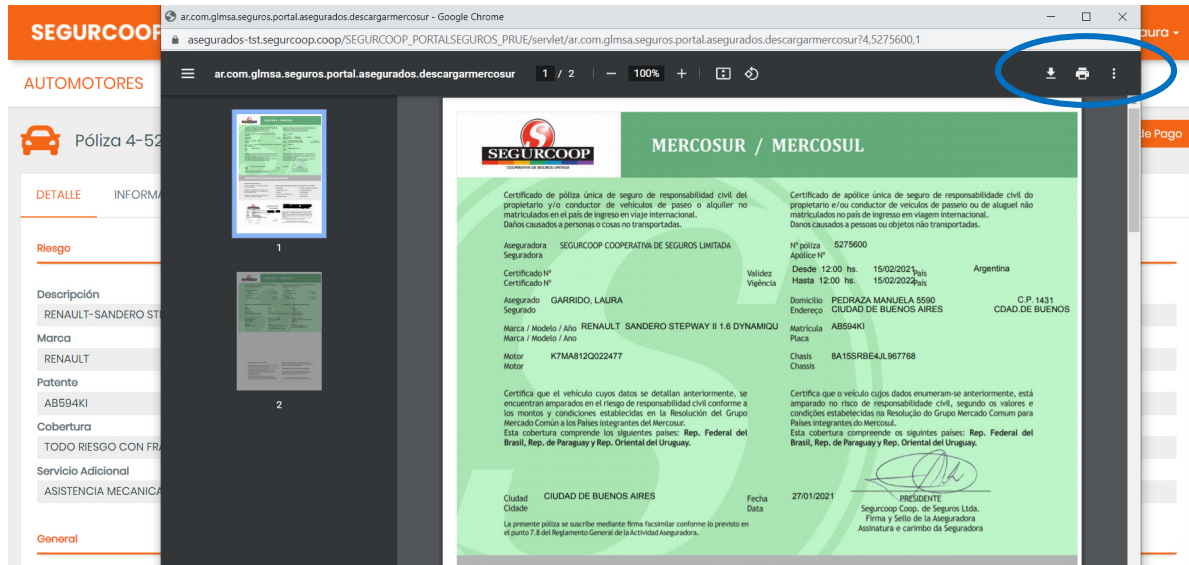 ar.com.glmsa.seguros.portal.asegurados.descargarmercosur - Google Chrome
asegurados-tst.segurcoop.coop/SEGURCOOP_PORTALSEGUROS_PRUE/servlet/ar.com.glmsa.seguros.portal.asegurados.descargarmercosur?4,5275600,1
SEGURCOOP
aura
AUTOMOTORES
ar.com.glmsa.seguros.portal.asegurados.descargarmercosur 1 / 2 100%
Póliza 4-52
de Pago
DETALLE INFORMA
Riesgo
Descripción
RENAULT-SANDERO STE
Marca
RENAULT
Patente
AB594KI
Cobertura
TODO RIESGO CON FRA
Servicio Adicional
ASISTENCIA MECANICA
General
1
2
SEGURCOOP
COOPERATIVA DE SEGUROS LIMITADA
MERCOSUR / MERCOSUL
Certificado de póliza única de seguro de responsabilidad civil del
propietario y/o conductor de vehículos de paseo o alquiler no
matriculados en el país de ingreso en viaje internacional.
Daños causados a personas o cosas no transportadas.
Aseguradora SEGURCOOP COOPERATIVA DE SEGUROS LIMITADA
Seguradora
Certificado Nº Validez
Certificado Nº Vigência
Asegurado GARRIDO, LAURA
Segurado
Marca / Modelo / Año RENAULT SANDERO STEPWAY II 1.6 DYNAMIQU
Marca / Modelo / Ano
Motor K7MA812Q022477
Motor
Certifica que el vehículo cuyos datos se detallan anteriormente, se
encuentran amparados en el riesgo de responsabilidad civil conforme a
los montos y condiciones establecidas en la Resolución del Grupo
Mercado Común a los Países integrantes del Mercosur.
Esta cobertura comprende los siguientes países: Rep. Federal del
Brasil, Rep. de Paraguay y Rep. Oriental del Uruguay.
Ciudad CIUDAD DE BUENOS AIRES Fecha
Cidade Data
La presente póliza se suscribe mediante firma facsimilar conforme lo previsto en
el punto 7.8 del Reglamento General de la Actividad Aseguradora.
Certificado de apólice única de seguro de responsabilidade civil do
propietario e/ou conductor de veículos de passeio ou de aluguel não
matriculados no país de ingresso em viagem internacional.
Danos causados a pessoas ou objetos não transportadas.
Nº póliza 5275600
Apólice Nº
Desde 12:00 hs. 15/02/2021 País Argentina
Hasta 12:00 hs. 15/02/2022 País
Domicilio PEDRAZA MANUELA 5590 C.P. 1431
Endereço CIUDAD DE BUENOS AIRES CDAD.DE BUENOS
Matrícula AB594KI
Placa
Chasis 8A15SRBE4JL967768
Chassis
Certifica que o veículo cujos dados enumeram-se anteriormente, está
amparado no risco de responsabilidade civil, segundo os valores e
condições estabelecidas na Resolução do Grupo Mercado Comum para
Países integrantes do Mercosul.
Esta cobertura compreende os siguintes países: Rep. Federal del
Brasil, Rep. de Paraguay y Rep. Oriental del Uruguay.
27/01/2021
PRESIDENTE
Segurcoop Coop. de Seguros Ltda.
Firma y Sello de la Aseguradora
Assinatura e carimbo da Seguradora